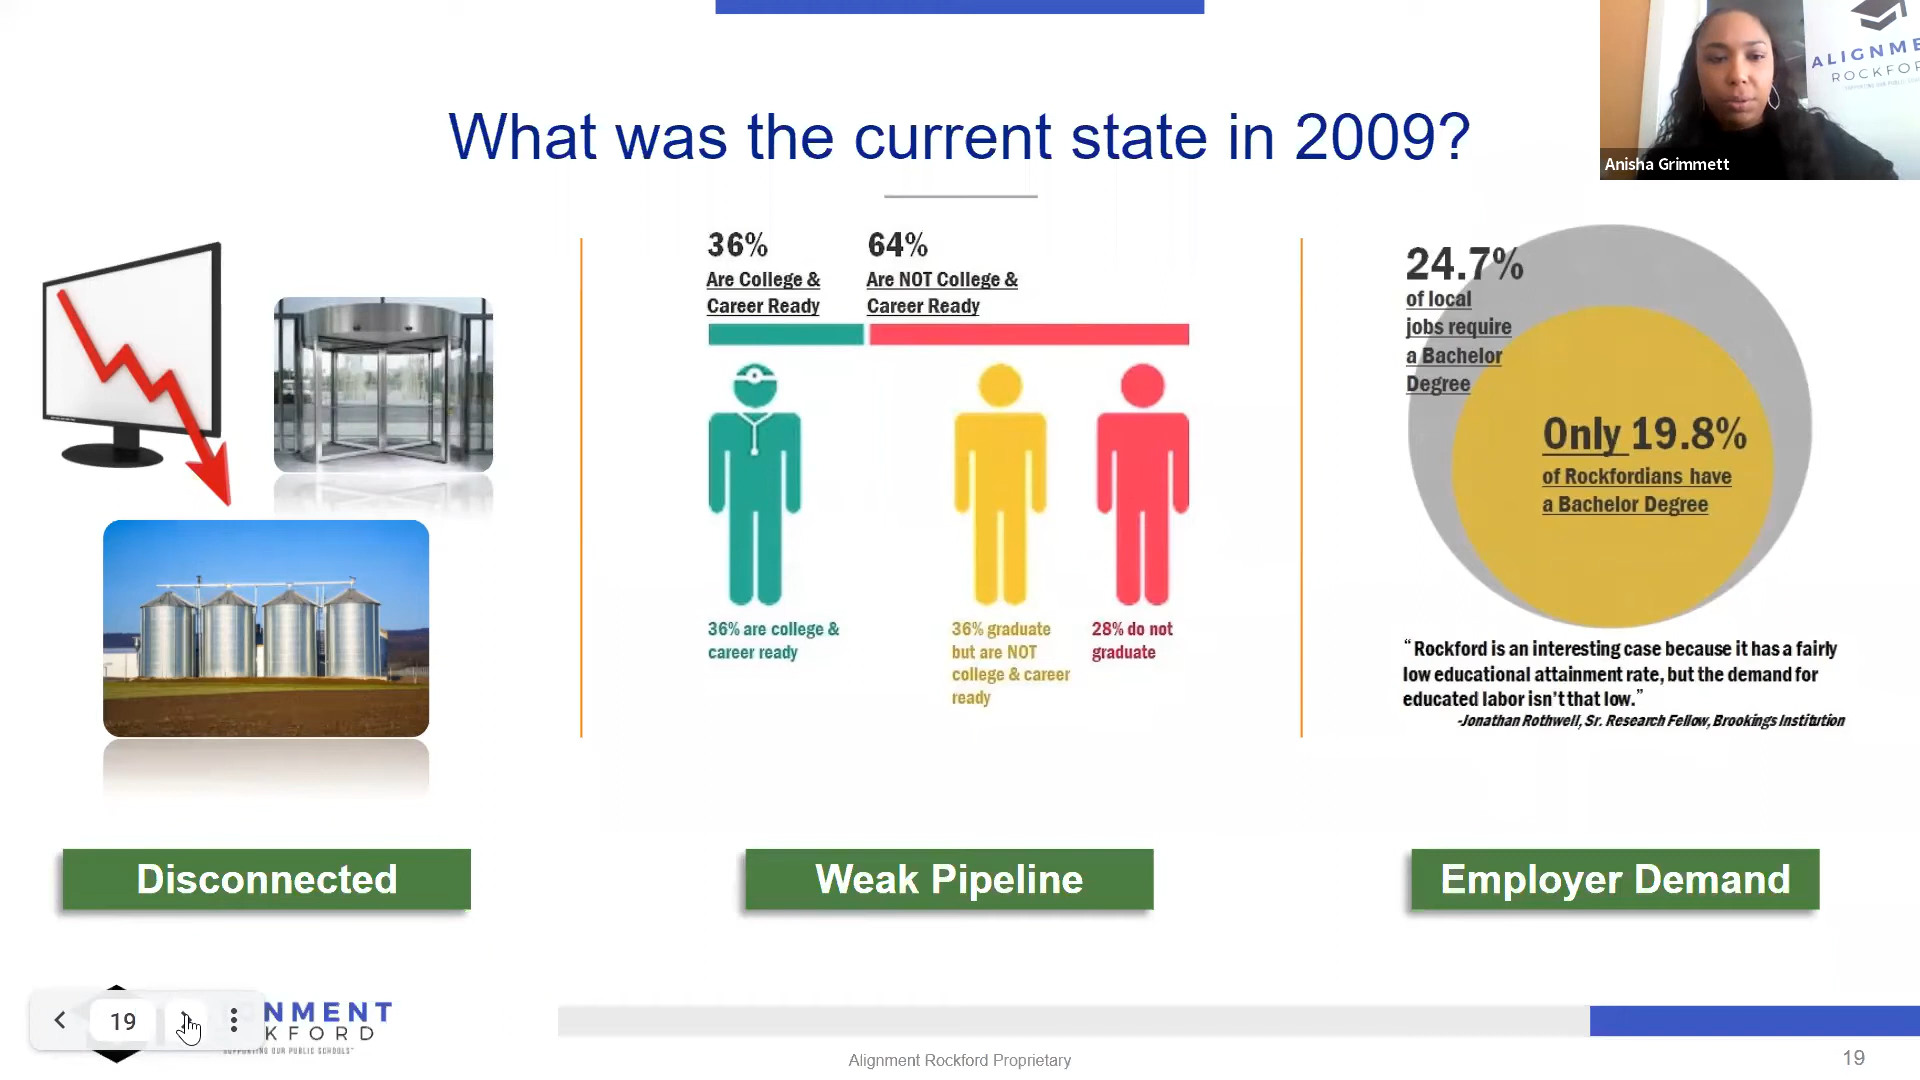 What was the current state in 2009?
ALIGNME
ROCKFOR
Anisha Grimmett
36%
Are College &
Career Ready
64%
Are NOT College &
Career Ready
36% are college &
career ready
36% graduate
but are NOT
college & career
ready
28% do not
graduate
24.7%
of local
jobs require
a Bachelor
Degree
Only 19.8%
of Rockfordians have
a Bachelor Degree
“Rockford is an interesting case because it has a fairly
low educational attainment rate, but the demand for
educated labor isn’t that low.”
-Jonathan Rothwell, Sr. Research Fellow, Brookings Institution
Disconnected
Weak Pipeline
Employer Demand
19
NMENT
KFORD
SUPPORTING OUR PUBLIC SCHOOLS
Alignment Rockford Proprietary
19